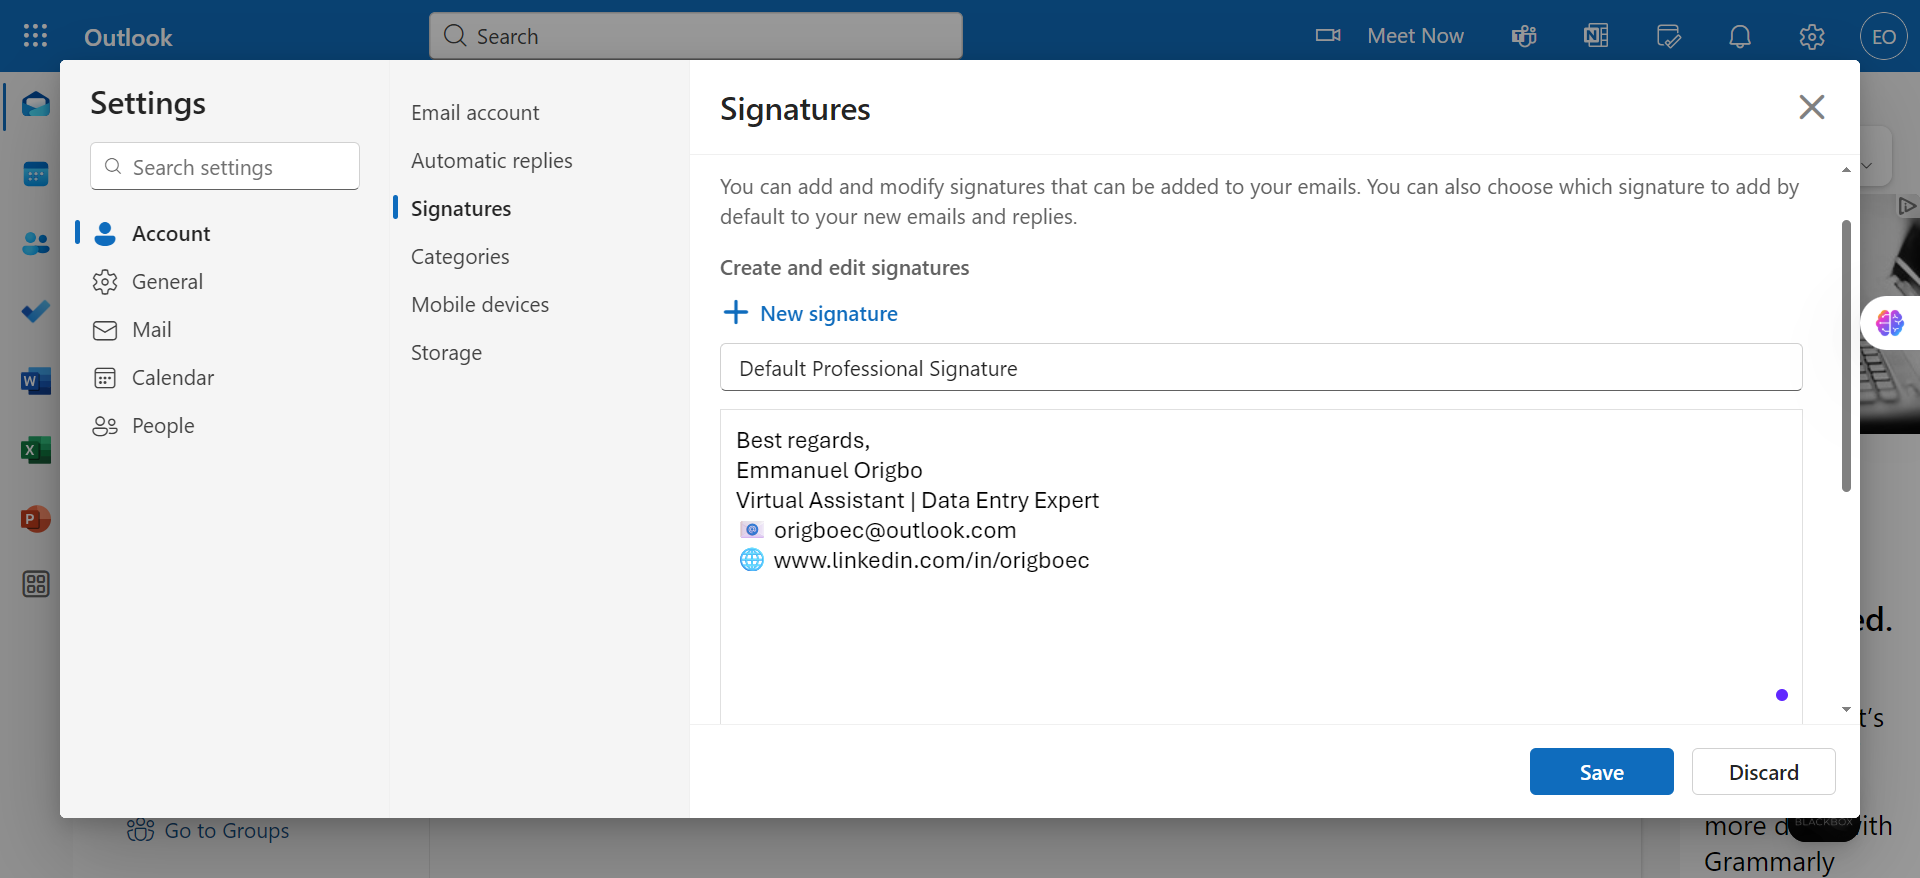 Outlook
Search
Meet Now
EO
Settings
Search settings
Account
General
Mail
Calendar
People
Email account
Automatic replies
Signatures
Categories
Mobile devices
Storage
Signatures
You can add and modify signatures that can be added to your emails. You can also choose which signature to add by
default to your new emails and replies.
Create and edit signatures
New signature
Default Professional Signature
Best regards,
Emmanuel Origbo
Virtual Assistant | Data Entry Expert
origboec@outlook.com
www.linkedin.com/in/origboec
Save
Discard
Go to Groups
ed.
t's
more d
BLACKBOX
ith
Grammarly